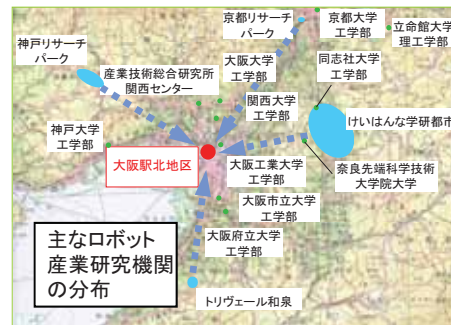 京都リサーチ
パーク
京都大学
工学部
立命館大学
理工学部
神戸リサーチ
パーク
産業技術総合研究所
関西センター
大阪大学
工学部
同志社大学
工学部
関西大学
工学部
けいはんな学研都市
神戸大学
工学部
大阪駅北地区
大阪工業大学
工学部
奈良先端科学技術
大学院大学
大阪市立大学
工学部
大阪府立大学
工学部
主なロボット
産業研究機関
の分布
トリヴェール和泉